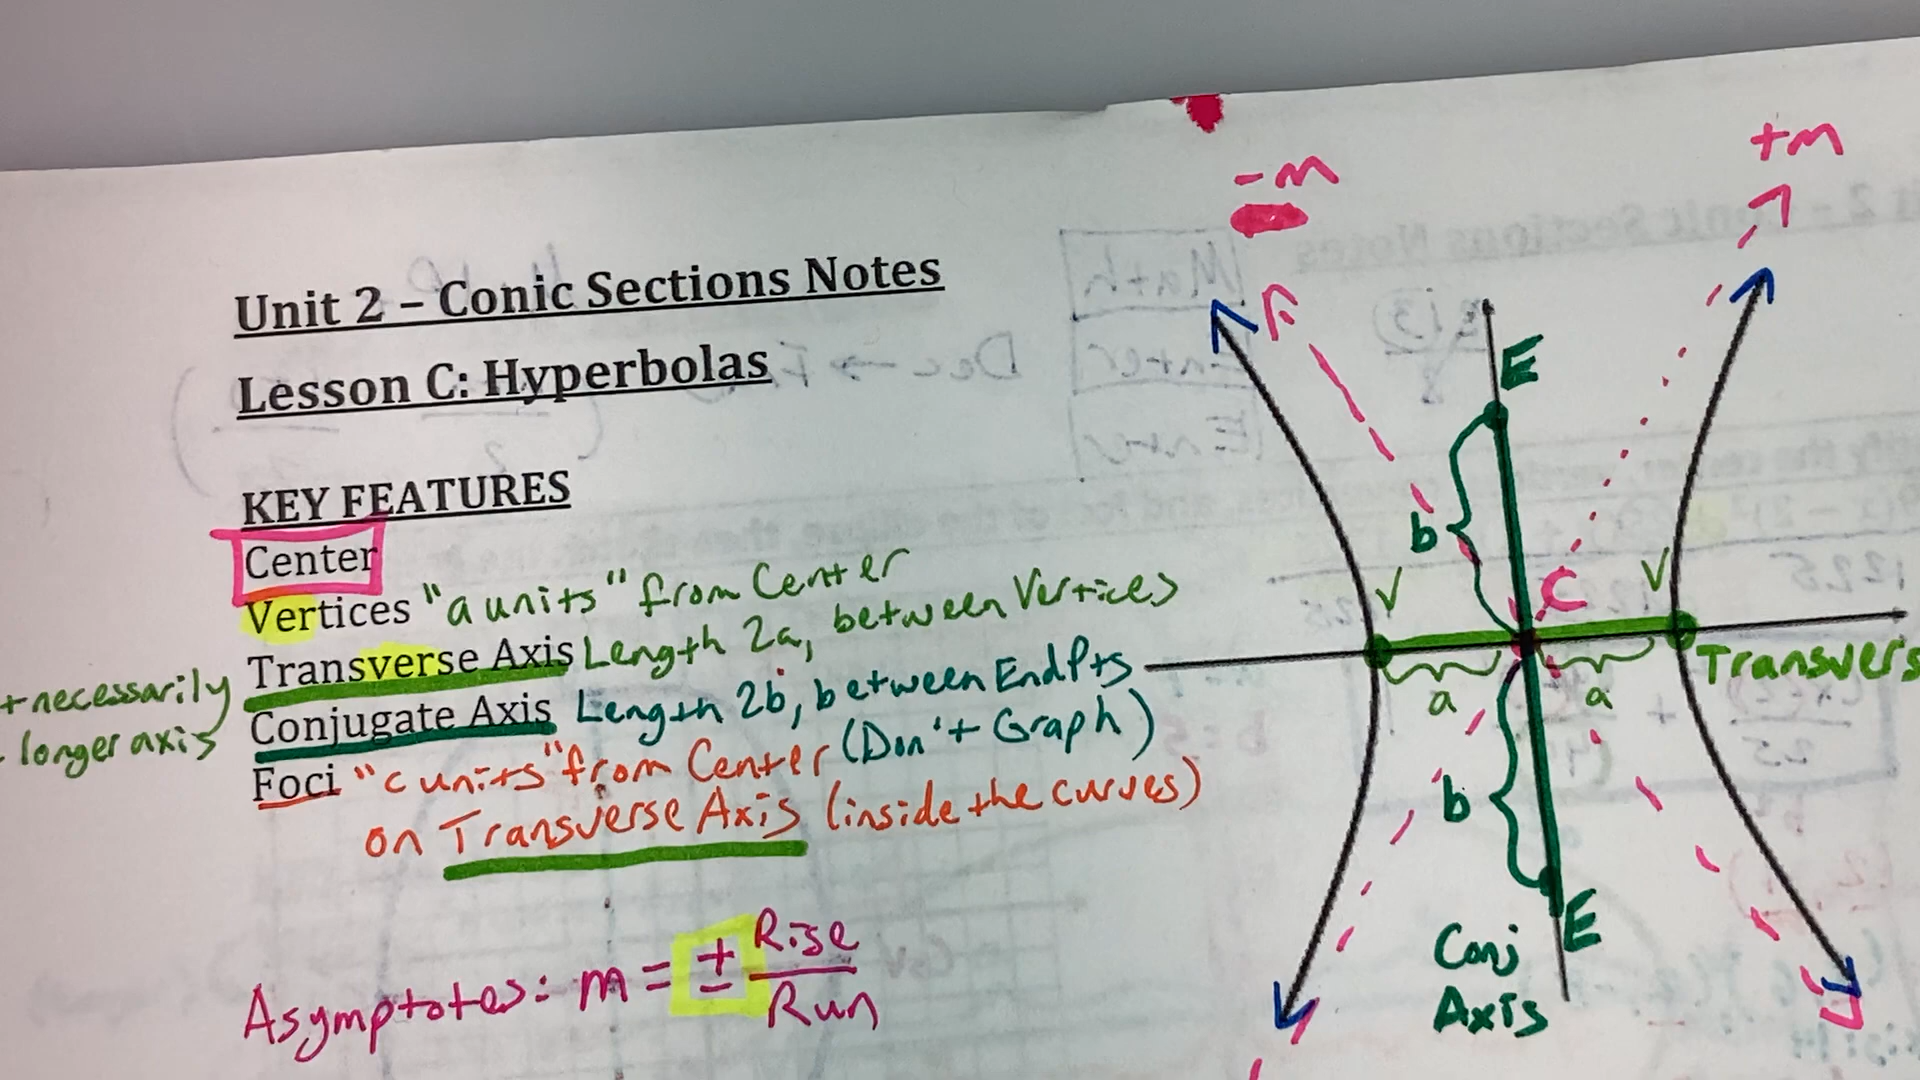 Unit 2 – Conic Sections Notes
Lesson C: Hyperbolas
KEY FEATURES
Center
Vertices "a units" from Center
Transverse Axis Length 2a, between Vertices
Conjugate Axis Length 2b, between EndPts
(Don't Graph)
Foci "c units" from Center
on Transverse Axis (inside the curves)
necessarily
longer axis
Asymptotes: m = ± Rise
Run
-m
+m
E
b
C
V
V
a
a
Transvers
b
E
Conj
Axis